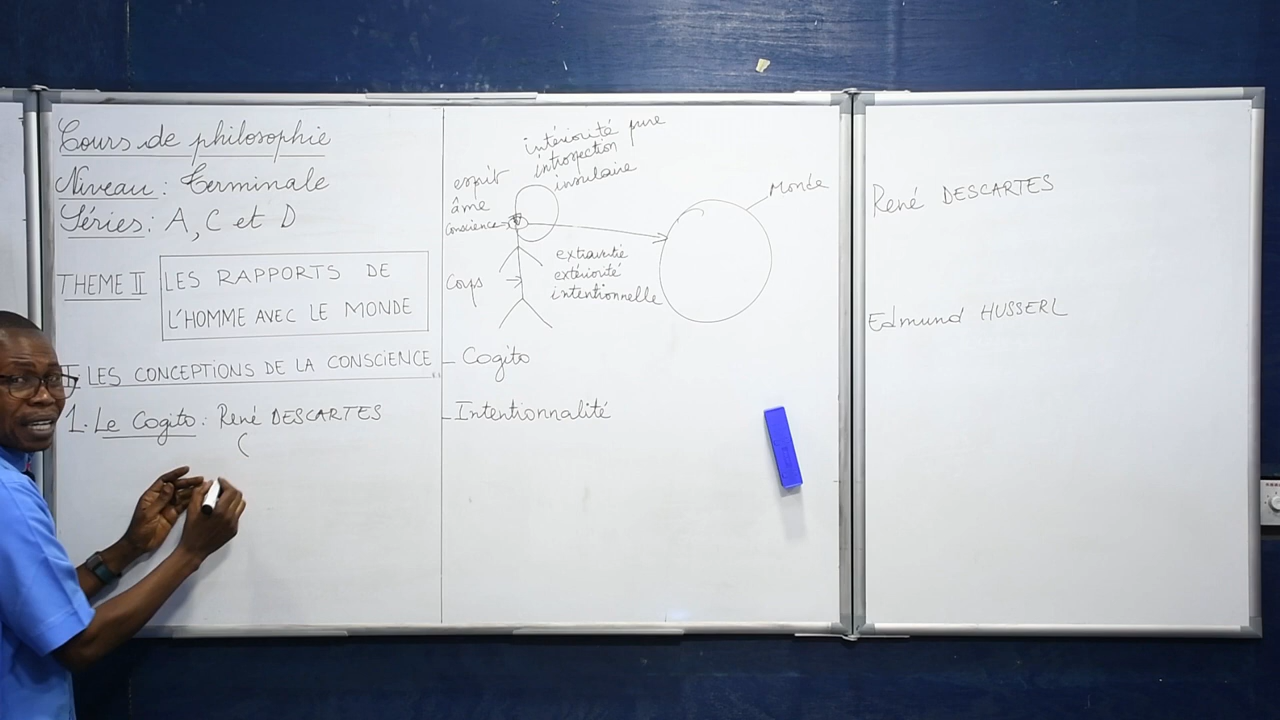 Cours de philosophie
Niveau : Terminale
Séries : A, C et D
THEME II
LES RAPPORTS DE
L'HOMME AVEC LE MONDE
I. LES CONCEPTIONS DE LA CONSCIENCE
1. Le Cogito : René DESCARTES
(
intériorité pure
introspection
insulaire
esprit
âme
Conscience
Corps
Monde
extravertie
extériorité
intentionnelle
- Cogito
- Intentionnalité
René DESCARTES
Edmund HUSSERL